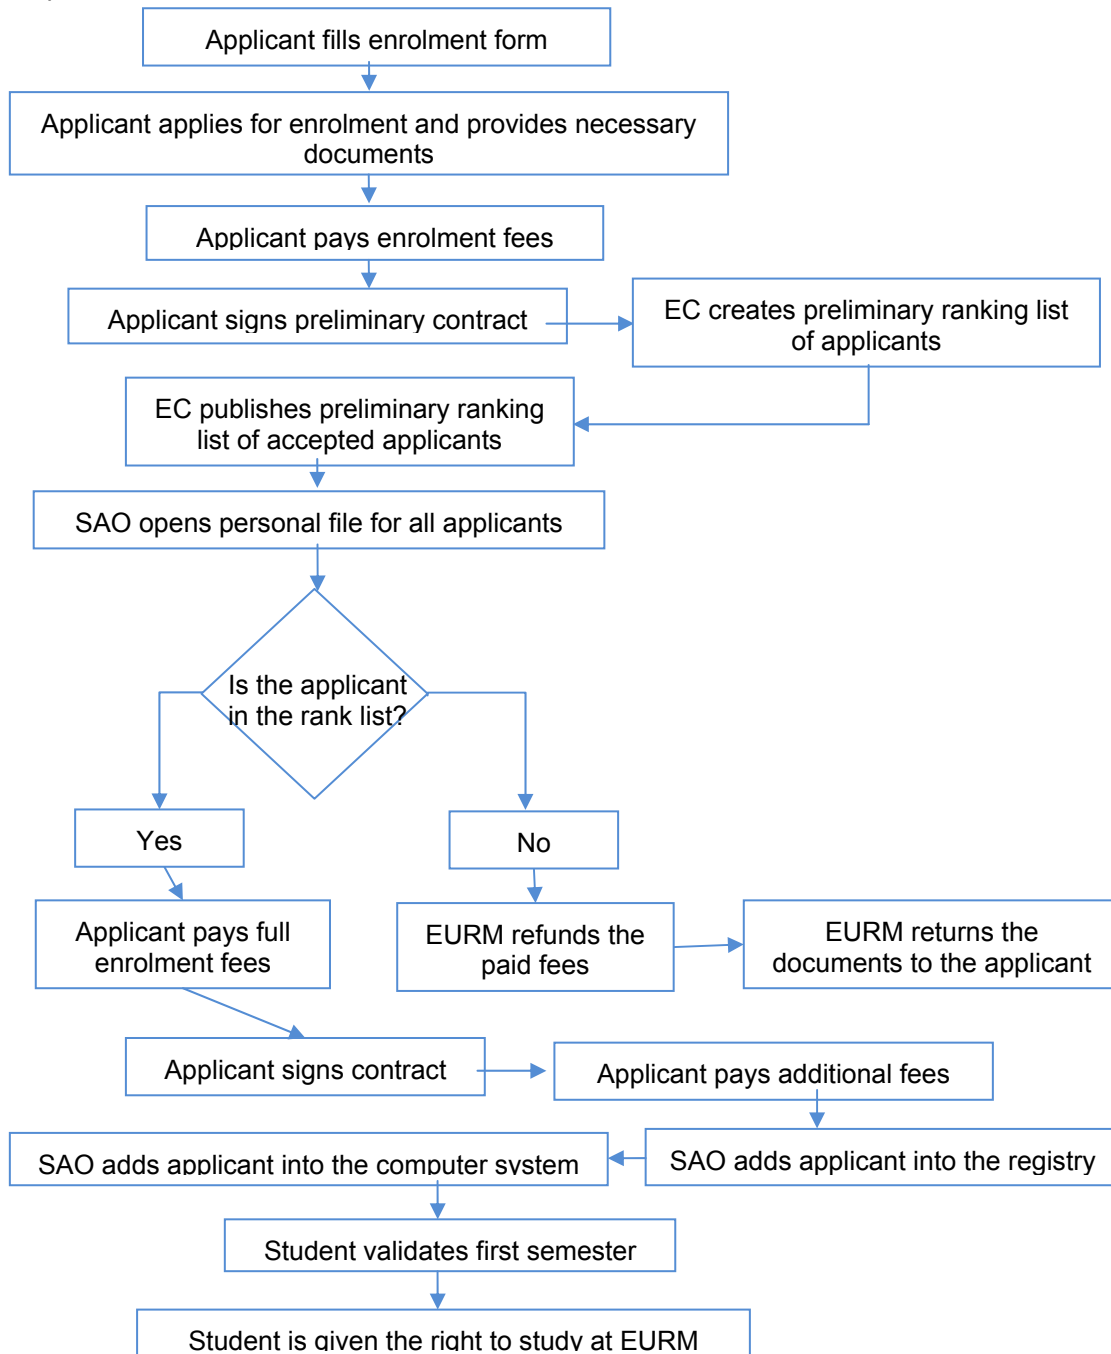 Applicant fills enrolment form
Applicant applies for enrolment and provides necessary
documents
Applicant pays enrolment fees
Applicant signs preliminary contract
EC creates preliminary ranking list
of applicants
EC publishes preliminary ranking
list of accepted applicants
SAO opens personal file for all applicants
Is the applicant
in the rank list?
Yes
No
Applicant pays full
enrolment fees
EURM refunds the
paid fees
EURM returns the
documents to the applicant
Applicant signs contract
Applicant pays additional fees
SAO adds applicant into the registry
SAO adds applicant into the computer system
Student validates first semester
Student is given the right to study at EURM